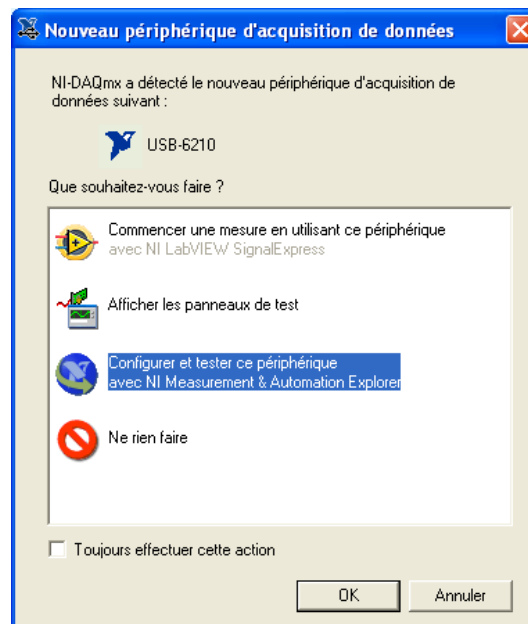 Nouveau périphérique d'acquisition de données
NI-DAQmx a détecté le nouveau périphérique d'acquisition de
données suivant :
USB-6210
Que souhaitez-vous faire ?
Commencer une mesure en utilisant ce périphérique
avec NI LabVIEW SignalExpress
Afficher les panneaux de test
Configurer et tester ce périphérique
avec NI Measurement & Automation Explorer
Ne rien faire
Toujours effectuer cette action
OK
Annuler